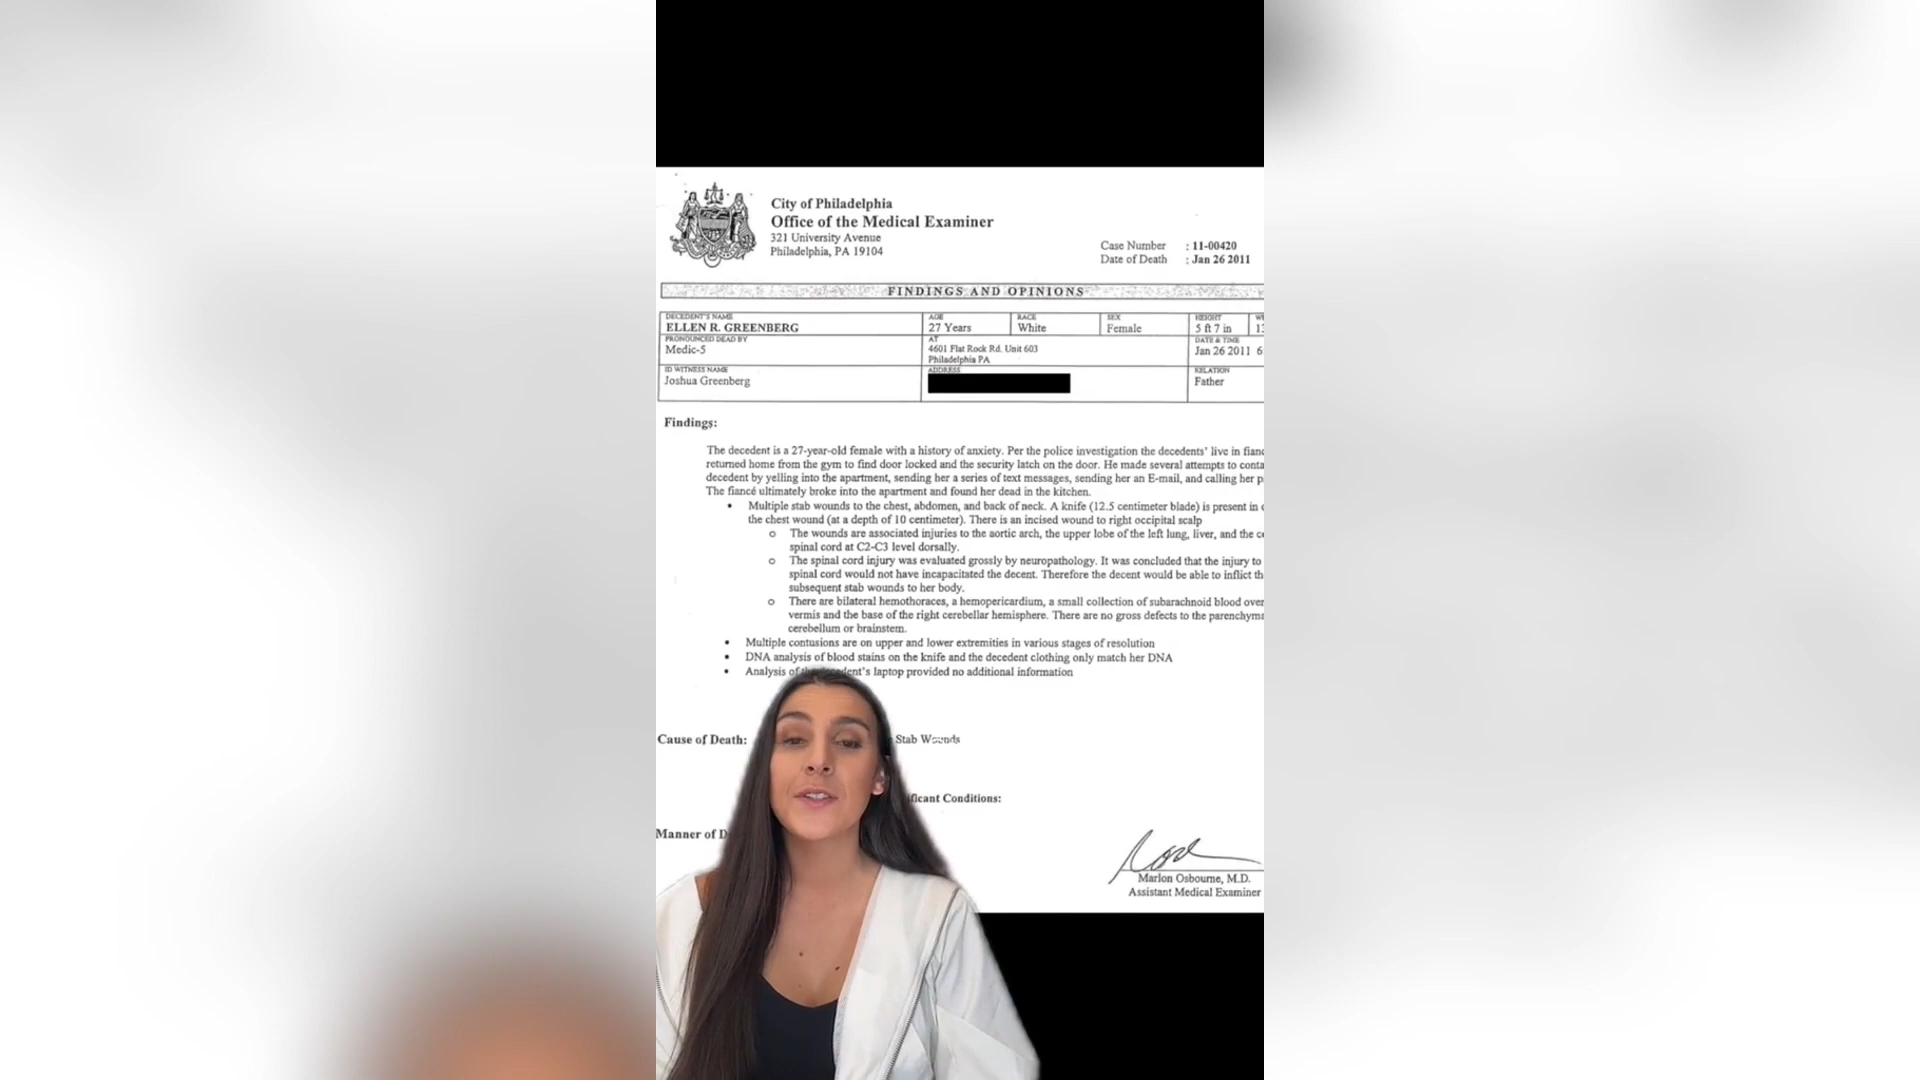 City of Philadelphia
Office of the Medical Examiner
321 University Avenue
Philadelphia, PA 19104
Case Number : 11-00420
Date of Death : Jan 26 2011
FINDINGS AND OPINIONS
DECEDENT'S NAME AGE RACE SEX HEIGHT
ELLEN R. GREENBERG 27 Years White Female 5 ft 7 in
PRONOUNCED DEAD BY AT DATE & TIME
Medic-5 4601 Flat Rock Rd. Unit 603 Jan 26 2011 6
Philadelphia PA
ID WITNESS NAME ADDRESS RELATION
Joshua Greenberg Father
Findings:
The decedent is a 27-year-old female with a history of anxiety. Per the police investigation the decedents' live in
returned home from the gym to find door locked and the security latch on the door. He made several attempts to
decedent by yelling into the apartment, sending her a series of text messages, sending her an E-mail, and calling her
The fiancé ultimately broke into the apartment and found her dead in the kitchen.
• Multiple stab wounds to the chest, abdomen, and back of neck. A knife (12.5 centimeter blade) is present in
the chest wound (at a depth of 10 centimeter). There is an incised wound to right occipital scalp
o The wounds are associated injuries to the aortic arch, the upper lobe of the left lung, liver, and the
spinal cord at C2-C3 level dorsally.
o The spinal cord injury was evaluated grossly by neuropathology. It was concluded that the injury to
spinal cord would not have incapacitated the decent. Therefore the decent would be able to inflict
subsequent stab wounds to her body.
o There are bilateral hemothoraces, a hemopericardium, a small collection of subarachnoid blood over
vermis and the base of the right cerebellar hemisphere. There are no gross defects to the parenchyma
cerebellum or brainstem.
• Multiple contusions are on upper and lower extremities in various stages of resolution
• DNA analysis of blood stains on the knife and the decedent clothing only match her DNA
• Analysis of laptop provided no additional information
Cause of Death: Stab Wounds
Conditions:
Manner of
Marlon Osbourne, M.D.
Assistant Medical Examiner